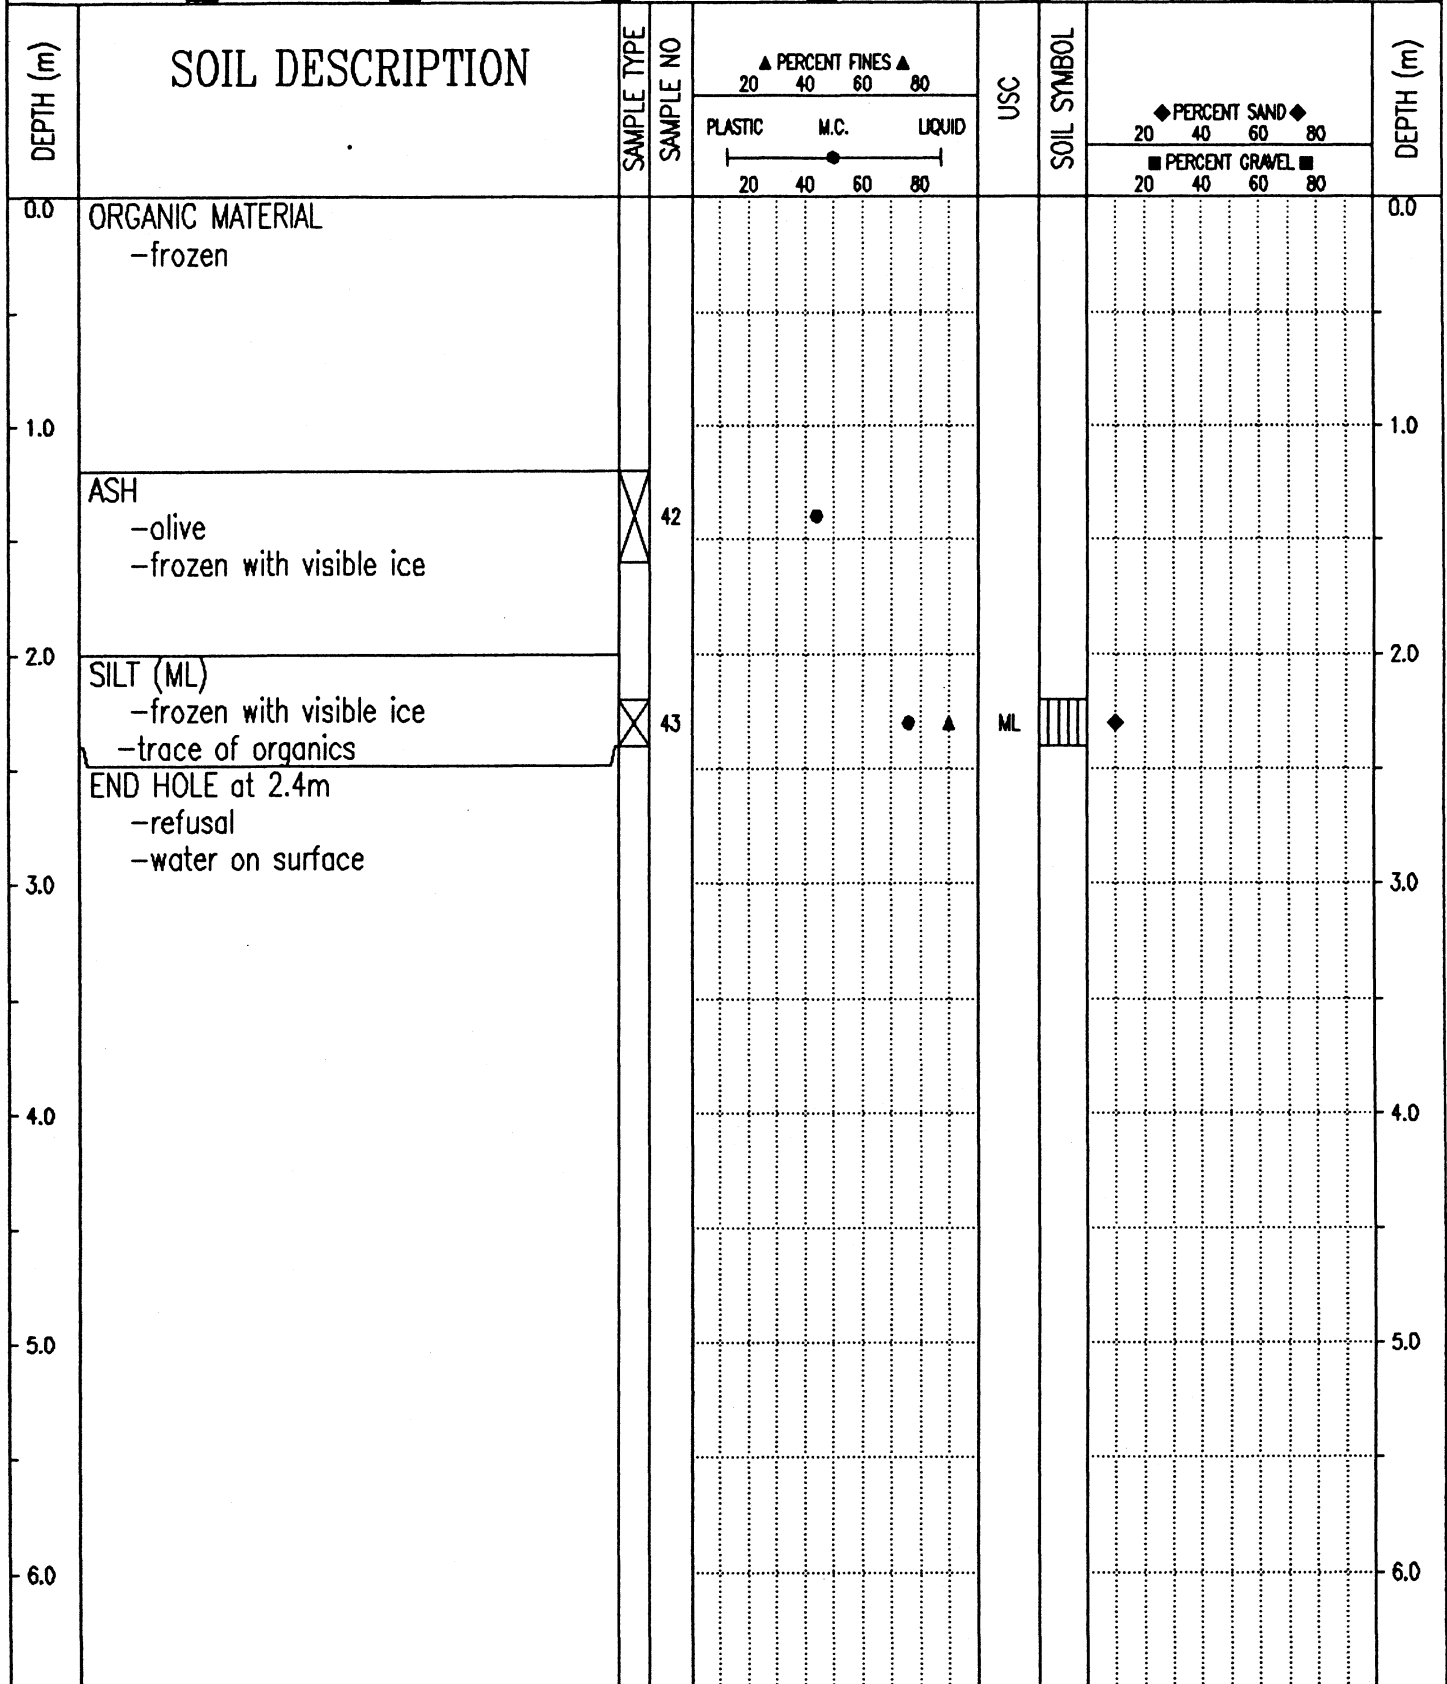 DEPTH (m)
SOIL DESCRIPTION
SAMPLE TYPE
SAMPLE NO
▲ PERCENT FINES ▲
20 40 60 80
PLASTIC M.C. LIQUID
20 40 60 80
USC
SOIL SYMBOL
◆PERCENT SAND◆
20 40 60 80
■PERCENT GRAVEL■
20 40 60 80
DEPTH (m)
0.0 ORGANIC MATERIAL 0.0
-frozen
1.0 1.0
ASH
-alive 42
-frozen with visible ice
2.0 2.0
SILT (ML)
-frozen with visible ice 43 ML
-trace of organics
END HOLE at 2.4m
-refusal
-water on surface
3.0 3.0
4.0 4.0
5.0 5.0
6.0 6.0